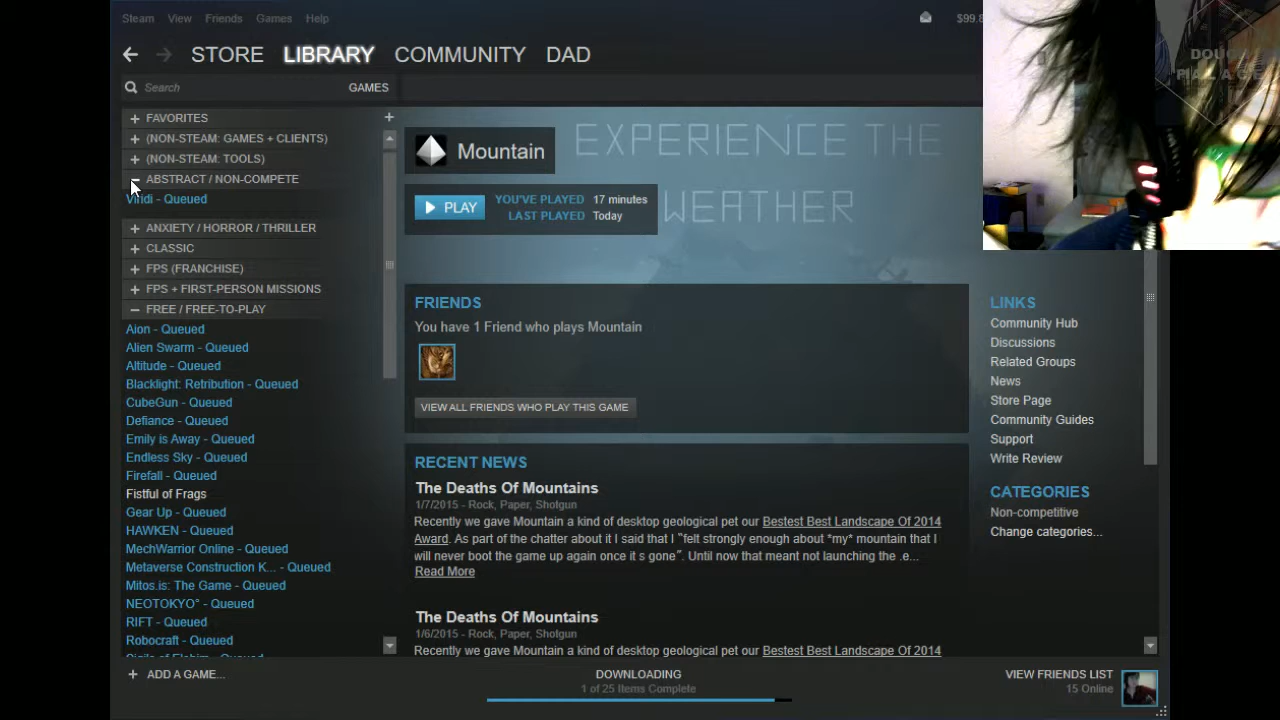 Steam View Friends Games Help
$99.8
STORE LIBRARY COMMUNITY DAD
Search GAMES
FAVORITES
(NON-STEAM: GAMES + CLIENTS)
(NON-STEAM: TOOLS)
ABSTRACT / NON-COMPETE
Viridi - Queued
ANXIETY / HORROR / THRILLER
CLASSIC
FPS (FRANCHISE)
FPS + FIRST-PERSON MISSIONS
FREE / FREE-TO-PLAY
Aion - Queued
Alien Swarm - Queued
Altitude - Queued
Blacklight: Retribution - Queued
CubeGun - Queued
Defiance - Queued
Emily is Away - Queued
Endless Sky - Queued
Firefall - Queued
Fistful of Frags
Gear Up - Queued
HAWKEN - Queued
MechWarrior Online - Queued
Metaverse Construction K... - Queued
Mitos.is: The Game - Queued
NEOTOKYO° - Queued
RIFT - Queued
Robocraft - Queued
+ ADD A GAME...
EXPERIENCE THE
WEATHER
Mountain
PLAY
YOU'VE PLAYED 17 minutes
LAST PLAYED Today
FRIENDS
You have 1 Friend who plays Mountain
VIEW ALL FRIENDS WHO PLAY THIS GAME
RECENT NEWS
The Deaths Of Mountains
1/7/2015 - Rock, Paper, Shotgun
Recently we gave Mountain a kind of desktop geological pet our Bestest Best Landscape Of 2014
Award. As part of the chatter about it I said that I "felt strongly enough about *my* mountain that I
will never boot the game up again once it s gone". Until now that meant not launching the .e...
Read More
The Deaths Of Mountains
1/6/2015 - Rock, Paper, Shotgun
Recently we gave Mountain a kind of desktop geological pet our Bestest Best Landscape Of 2014
LINKS
Community Hub
Discussions
Related Groups
News
Store Page
Community Guides
Support
Write Review
CATEGORIES
Non-competitive
Change categories...
DOWNLOADING
1 of 25 Items Complete
VIEW FRIENDS LIST
15 Online